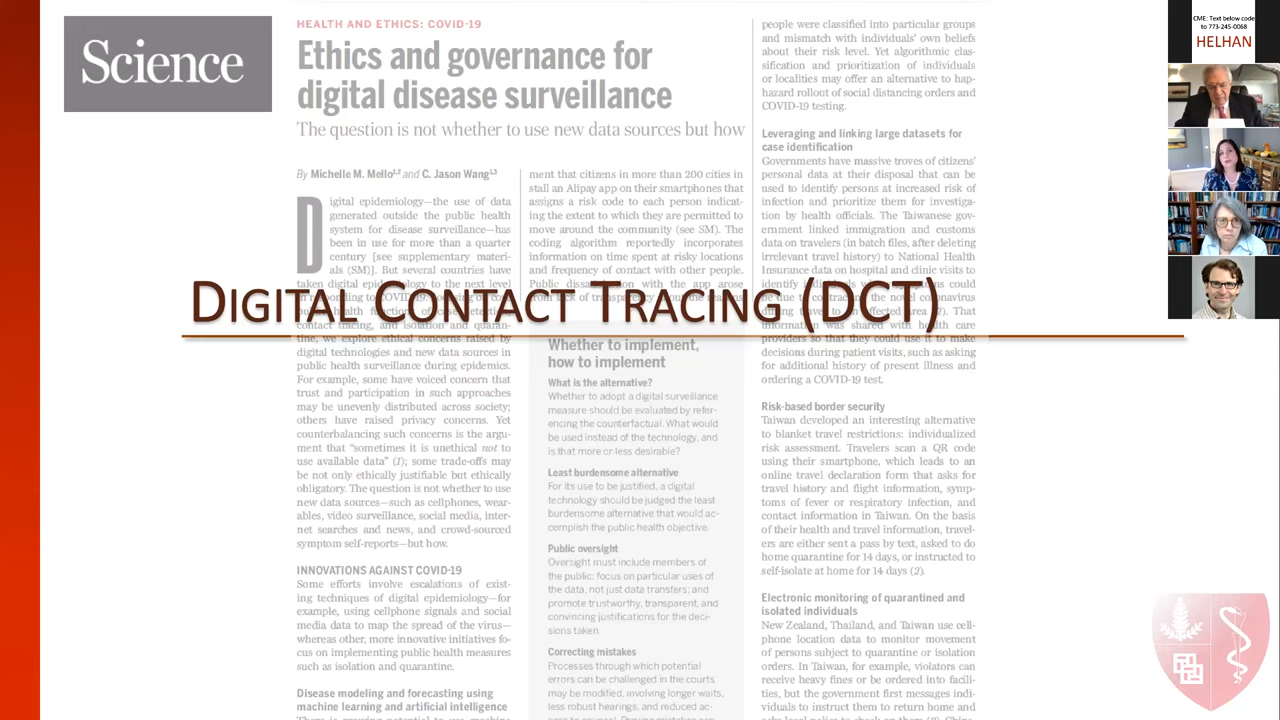 Science
HEALTH AND ETHICS: COVID-19
Ethics and governance for
digital disease surveillance
The question is not whether to use new data sources but how
By Michelle M. Mello1,2 and C. Jason Wang1,3
Digital epidemiology—the use of data
generated outside the public health
system for disease surveillance—has
been in use for more than a quarter
century [see supplementary materi-
als (SM)]. But several countries have
taken digital epidemiology to the next level
contact tracing, and isolation and quaran-
tine, we explore ethical concerns raised by
digital technologies and new data sources in
public health surveillance during epidemics.
For example, some have voiced concern that
trust and participation in such approaches
may be unevenly distributed across society;
others have raised privacy concerns. Yet
counterbalancing such concerns is the argu-
ment that “sometimes it is unethical not to
use available data” (1); some trade-offs may
be not only ethically justifiable but ethically
obligatory. The question is not whether to use
new data sources—such as cellphones, wear-
ables, video surveillance, social media, inter-
net searches and news, and crowd-sourced
symptom self-reports—but how.
INNOVATIONS AGAINST COVID-19
Some efforts involve escalations of exist-
ing techniques of digital epidemiology—for
example, using cellphone signals and social
media data to map the spread of the virus—
whereas other, more innovative initiatives fo-
cus on implementing public health measures
such as isolation and quarantine.
Disease modeling and forecasting using
machine learning and artificial intelligence
ment that citizens in more than 200 cities in
stall an Alipay app on their smartphones that
assigns a risk code to each person indicat-
ing the extent to which they are permitted to
move around the community (see SM). The
coding algorithm reportedly incorporates
information on time spent at risky locations
and frequency of contact with other people.
Public dissatisfaction with the app arose
Whether to implement,
how to implement
What is the alternative?
Whether to adopt a digital surveillance
measure should be evaluated by refer-
encing the counterfactual. What would
be used instead of the technology, and
is that more or less desirable?
Least burdensome alternative
For its use to be justified, a digital
technology should be judged the least
burdensome alternative that would ac-
complish the public health objective.
Public oversight
Oversight must include members of
the public; focus on particular uses of
the data, not just data transfers; and
promote trustworthy, transparent, and
convincing justifications for the deci-
sions taken.
Correcting mistakes
Processes through which potential
errors can be challenged in the courts
may be modified, involving longer waits,
less robust hearings, and reduced ac-
people were classified into particular groups
and mismatch with individuals' own beliefs
about their risk level. Yet algorithmic clas-
sification and prioritization of individuals
or localities may offer an alternative to hap-
hazard rollout of social distancing orders and
COVID-19 testing.
Leveraging and linking large datasets for
case identification
Governments have massive troves of citizens'
personal data at their disposal that can be
used to identify persons at increased risk of
infection and prioritize them for investiga-
tion by health officials. The Taiwanese gov-
ernment linked immigration and customs
data on travelers (in batch files, after deleting
irrelevant travel history) to National Health
Insurance data on hospital and clinic visits to
information was shared with health care
providers so that they could use it to make
decisions during patient visits, such as asking
for additional history of present illness and
ordering a COVID-19 test.
Risk-based border security
Taiwan developed an interesting alternative
to blanket travel restrictions: individualized
risk assessment. Travelers scan a QR code
using their smartphone, which leads to an
online travel declaration form that asks for
travel history and flight information, symp-
toms of fever or respiratory infection, and
contact information in Taiwan. On the basis
of their health and travel information, travel-
ers are either sent a pass by text, asked to do
home quarantine for 14 days, or instructed to
self-isolate at home for 14 days (2).
Electronic monitoring of quarantined and
isolated individuals
New Zealand, Thailand, and Taiwan use cell-
phone location data to monitor movement
of persons subject to quarantine or isolation
orders. In Taiwan, for example, violators can
receive heavy fines or be ordered into facili-
ties, but the government first messages indi-
viduals to instruct them to return home and
DIGITAL CONTACT TRACING (DCT)
CME: Text below code
to 773-245-0068
HELHAN